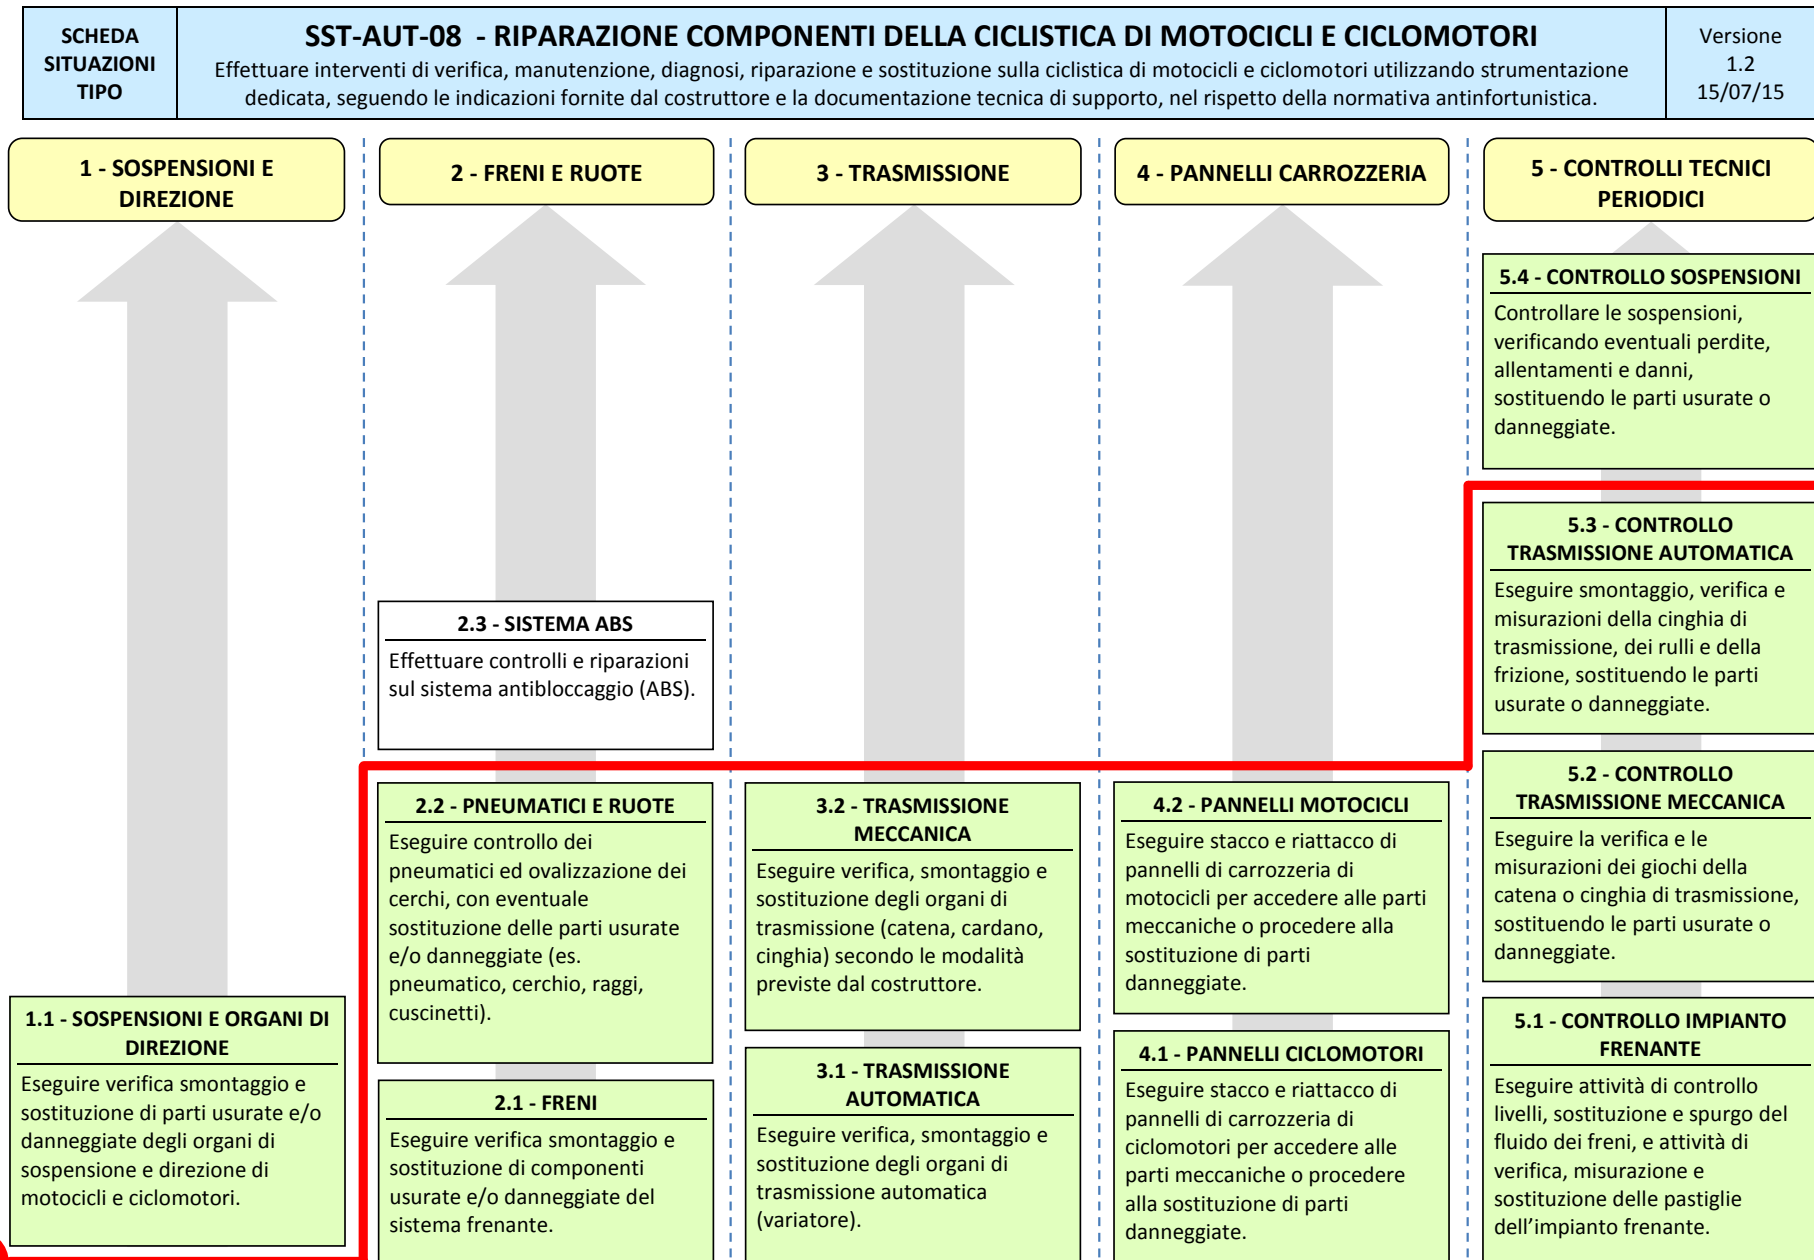 SCHEDA
SITUAZIONI
TIPO
SST-AUT-08 - RIPARAZIONE COMPONENTI DELLA CICLISTICA DI MOTOCICLI E CICLOMOTORI
Effettuare interventi di verifica, manutenzione, diagnosi, riparazione e sostituzione sulla ciclistica di motocicli e ciclomotori utilizzando strumentazione
dedicata, seguendo le indicazioni fornite dal costruttore e la documentazione tecnica di supporto, nel rispetto della normativa antinfortunistica.
Versione
1.2
15/07/15
1 - SOSPENSIONI E
DIREZIONE
1.1 - SOSPENSIONI E ORGANI DI
DIREZIONE
Eseguire verifica smontaggio e
sostituzione di parti usurate e/o
danneggiate degli organi di
sospensione e direzione di
motocicli e ciclomotori.
2 - FRENI E RUOTE
2.3 - SISTEMA ABS
Effettuare controlli e riparazioni
sul sistema antibloccaggio (ABS).
2.2 - PNEUMATICI E RUOTE
Eseguire controllo dei
pneumatici ed ovalizzazione dei
cerchi, con eventuale
sostituzione delle parti usurate
e/o danneggiate (es.
pneumatico, cerchio, raggi,
cuscinetti).
2.1 - FRENI
Eseguire verifica smontaggio e
sostituzione di componenti
usurate e/o danneggiate del
sistema frenante.
3 - TRASMISSIONE
3.2 - TRASMISSIONE
MECCANICA
Eseguire verifica, smontaggio e
sostituzione degli organi di
trasmissione (catena, cardano,
cinghia) secondo le modalità
previste dal costruttore.
3.1 - TRASMISSIONE
AUTOMATICA
Eseguire verifica, smontaggio e
sostituzione degli organi di
trasmissione automatica
(variatore).
4 - PANNELLI CARROZZERIA
4.2 - PANNELLI MOTOCICLI
Eseguire stacco e riattacco di
pannelli di carrozzeria di
motocicli per accedere alle parti
meccaniche o procedere alla
sostituzione di parti
danneggiate.
4.1 - PANNELLI CICLOMOTORI
Eseguire stacco e riattacco di
pannelli di carrozzeria di
ciclomotori per accedere alle
parti meccaniche o procedere
alla sostituzione di parti
danneggiate.
5 - CONTROLLI TECNICI
PERIODICI
5.4 - CONTROLLO SOSPENSIONI
Controllare le sospensioni,
verificando eventuali perdite,
allentamenti e danni,
sostituendo le parti usurate o
danneggiate.
5.3 - CONTROLLO
TRASMISSIONE AUTOMATICA
Eseguire smontaggio, verifica e
misurazioni della cinghia di
trasmissione, dei rulli e della
frizione, sostituendo le parti
usurate o danneggiate.
5.2 - CONTROLLO
TRASMISSIONE MECCANICA
Eseguire la verifica e le
misurazioni dei giochi della
catena o cinghia di trasmissione,
sostituendo le parti usurate o
danneggiate.
5.1 - CONTROLLO IMPIANTO
FRENANTE
Eseguire attività di controllo
livelli, sostituzione e spurgo del
fluido dei freni, e attività di
verifica, misurazione e
sostituzione delle pastiglie
dell’impianto frenante.